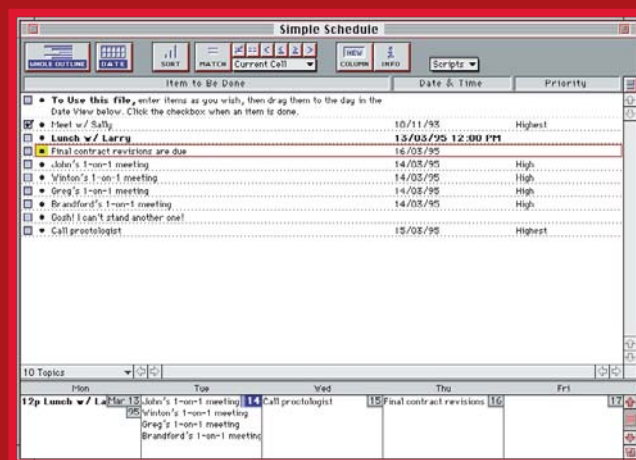 Simple Schedule
WHOLE OUTLINE DATE SORT MATCH ≠ = < ≤ ≥ > Current Cell NEW COLUMN INFO Scripts
Item to Be Done Date & Time Priority
To Use this file, enter items as you wish, then drag them to the day in the
Date View below. Click the checkbox when an item is done.
Meet w/ Sally 10/11/93 Highest
Lunch w/ Larry 13/03/95 12:00 PM
Final contract revisions are due 16/03/95
John's 1-on-1 meeting 14/03/95 High
Winton's 1-on-1 meeting 14/03/95 High
Greg's 1-on-1 meeting 14/03/95 High
Brandford's 1-on-1 meeting 14/03/95 High
Gosh! I can't stand another one!
Call proctologist 15/03/95 Highest
10 Topics
Mon Tue Wed Thu Fri
12p Lunch w/ La Mar 13 John's 1-on-1 meeting 14 Call proctologist 15 Final contract revisions 16 17
95 Winton's 1-on-1 meeting
Greg's 1-on-1 meeting
Brandford's 1-on-1 meeting